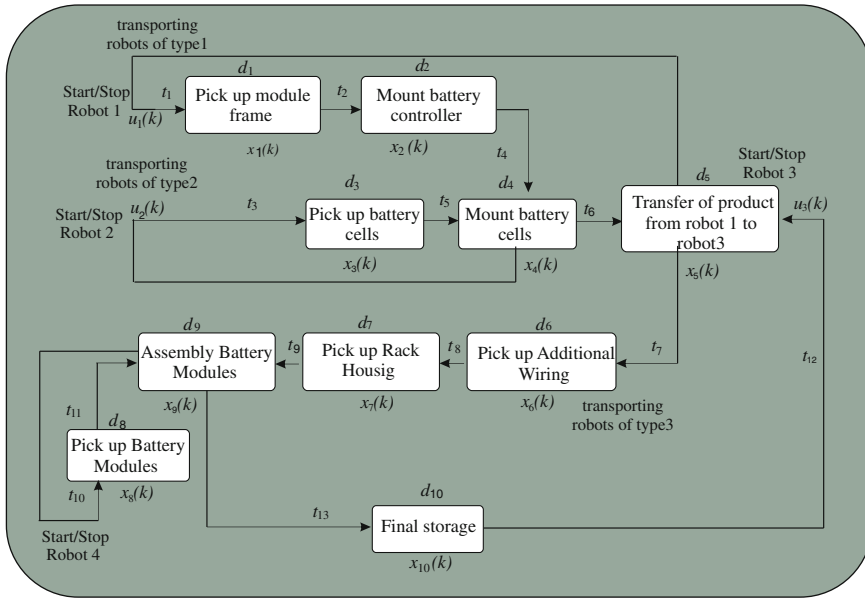 transporting
robots of type1
Start/Stop
Robot 1
u1(k)
t1
d1
Pick up module
frame
x1(k)
t2
d2
Mount battery
controller
x2(k)
t4
transporting
robots of type2
u2(k)
Start/Stop
Robot 2
t3
d3
Pick up battery
cells
x3(k)
t5
d4
Mount battery
cells
x4(k)
t6
d5
Start/Stop
Robot 3
Transfer of product
from robot 1 to
robot3
u3(k)
x5(k)
d9
Assembly Battery
Modules
x9(k)
t9
d7
Pick up Rack
Housig
x7(k)
t8
d6
Pick up Additional
Wiring
x6(k)
t7
transporting
robots of type3
t12
t11
d8
Pick up Battery
Modules
x8(k)
t10
Start/Stop
Robot 4
t13
d10
Final storage
x10(k)